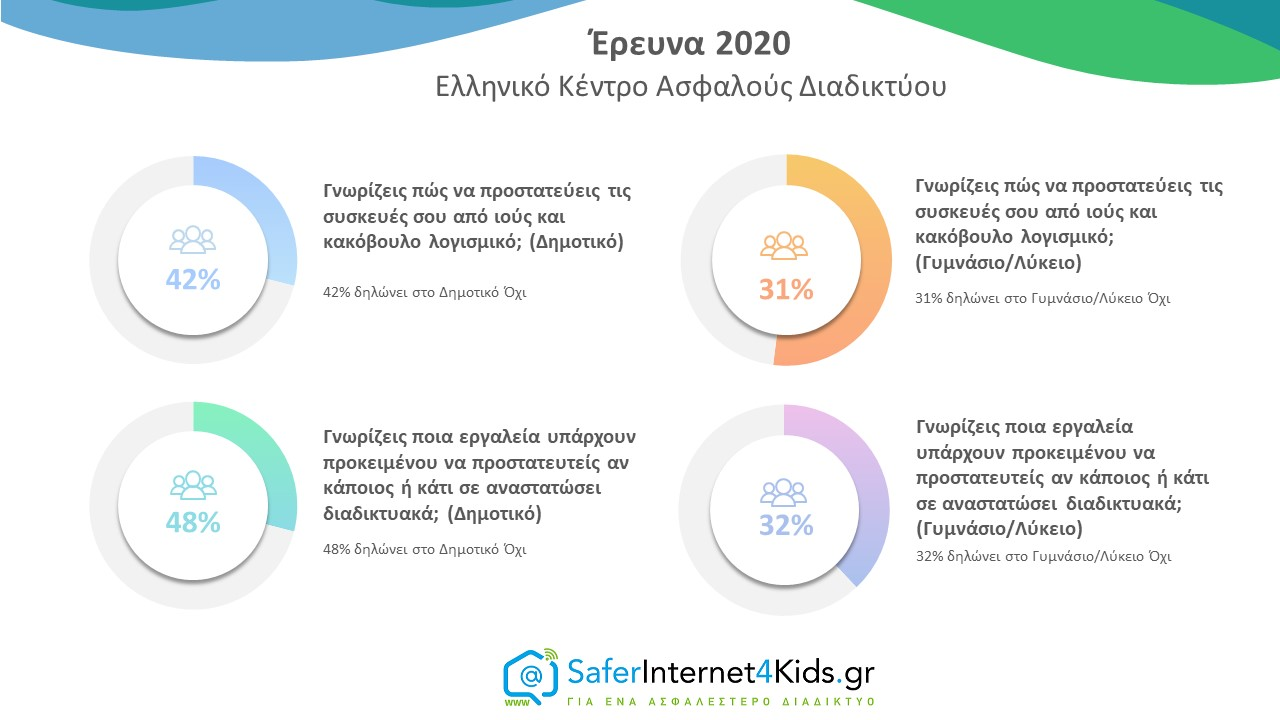 Έρευνα 2020
Ελληνικό Κέντρο Ασφαλούς Διαδικτύου
42%
Γνωρίζεις πώς να προστατεύεις τις
συσκευές σου από ιούς και
κακόβουλο λογισμικό; (Δημοτικό)
42% δηλώνει στο Δημοτικό Όχι
31%
Γνωρίζεις πώς να προστατεύεις τις
συσκευές σου από ιούς και
κακόβουλο λογισμικό;
(Γυμνάσιο/Λύκειο)
31% δηλώνει στο Γυμνάσιο/Λύκειο Όχι
48%
Γνωρίζεις ποια εργαλεία υπάρχουν
προκειμένου να προστατευτείς αν
κάποιος ή κάτι σε αναστατώσει
διαδικτυακά; (Δημοτικό)
48% δηλώνει στο Δημοτικό Όχι
32%
Γνωρίζεις ποια εργαλεία
υπάρχουν προκειμένου να
προστατευτείς αν κάποιος ή κάτι
σε αναστατώσει διαδικτυακά;
(Γυμνάσιο/Λύκειο)
32% δηλώνει στο Γυμνάσιο/Λύκειο Όχι
@
www
SaferInternet4Kids.gr
ΓΙΑ ΕΝΑ ΑΣΦΑΛΕΣΤΕΡΟ ΔΙΑΔΙΚΤΥΟ